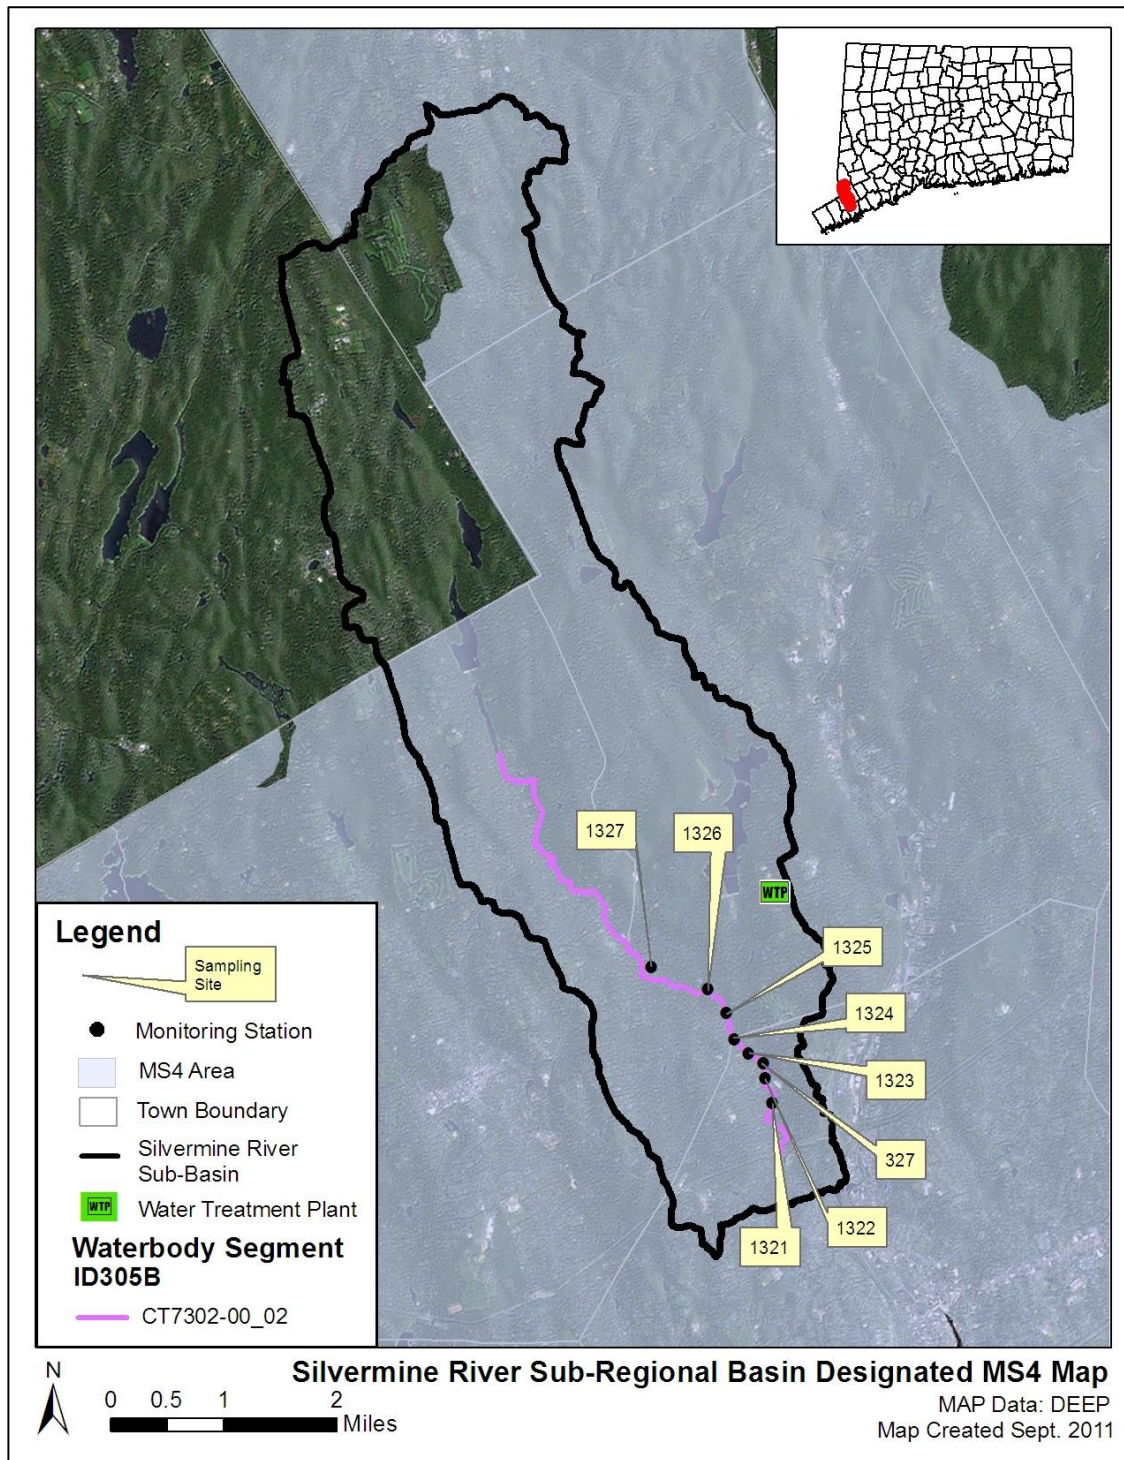 1327
1326
WTP
1325
1324
1323
327
1322
1321
Legend
Sampling
Site
Monitoring Station
MS4 Area
Town Boundary
Silvermine River
Sub-Basin
WTP
Water Treatment Plant
Waterbody Segment
ID305B
CT7302-00_02
N
0 0.5 1 2
Miles
Silvermine River Sub-Regional Basin Designated MS4 Map
MAP Data: DEEP
Map Created Sept. 2011